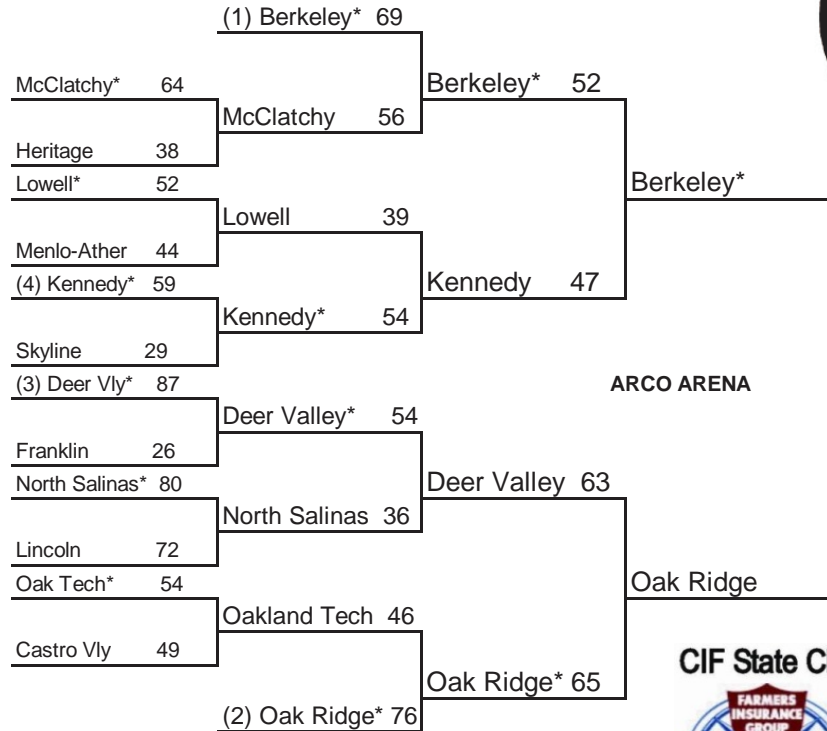 (1) Berkeley* 69
McClatchy* 64
Berkeley* 52
McClatchy 56
Heritage 38
Lowell* 52
Berkeley*
Lowell 39
Menlo-Ather 44
(4) Kennedy* 59
Kennedy 47
Kennedy* 54
Skyline 29
(3) Deer Vly* 87
ARCO ARENA
Deer Valley* 54
Franklin 26
North Salinas* 80
Deer Valley 63
North Salinas 36
Lincoln 72
Oak Tech* 54
Oak Ridge
Oakland Tech 46
Castro Vly 49
CIF State C
Oak Ridge* 65
FARMERS
INSURANCE
GROUP
(2) Oak Ridge* 76